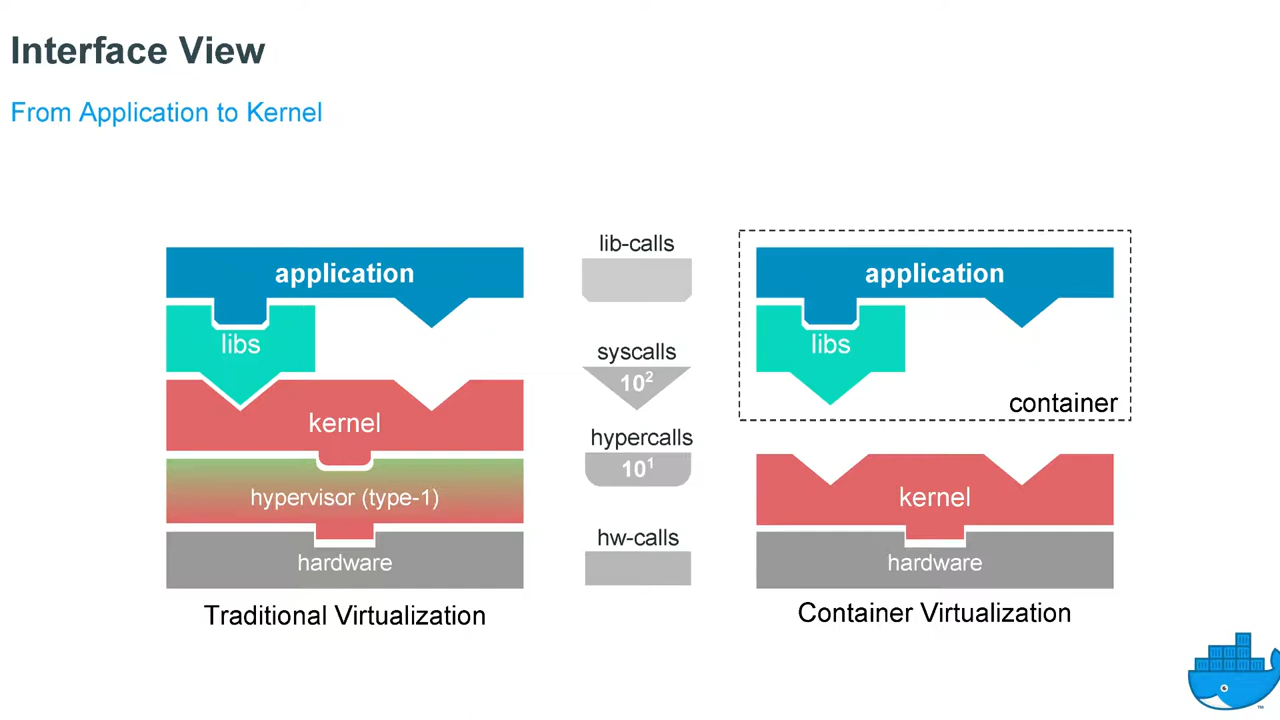 Interface View
From Application to Kernel
application
libs
kernel
hypervisor (type-1)
hardware
Traditional Virtualization
lib-calls
syscalls
10²
hypercalls
10¹
hw-calls
application
libs
container
kernel
hardware
Container Virtualization
TM